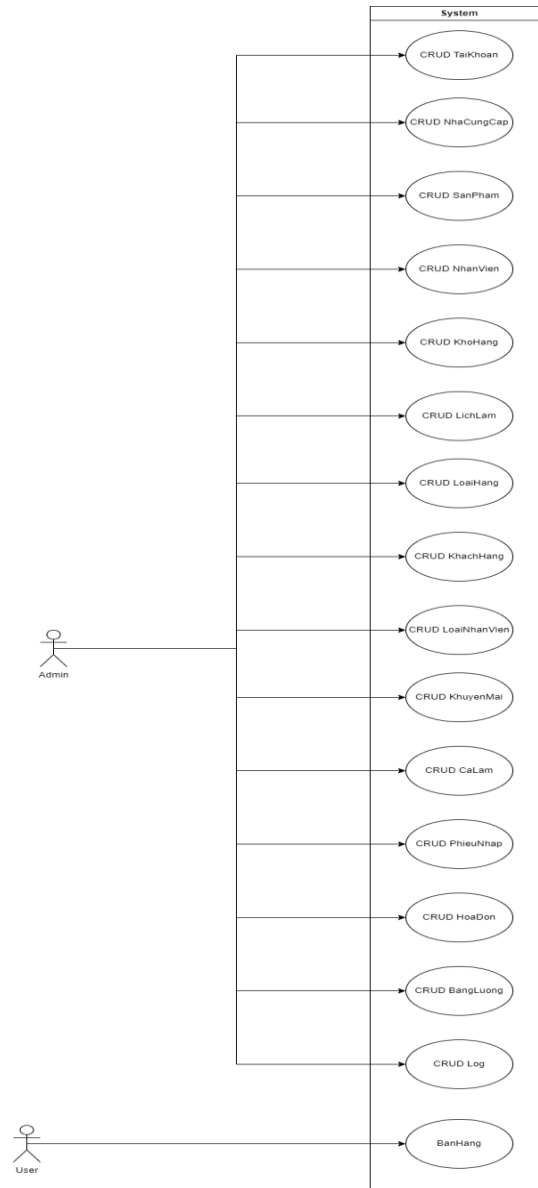 System
CRUD TaiKhoan
CRUD NhaCungCap
CRUD SanPham
CRUD NhanVien
CRUD KhoHang
CRUD LichLam
CRUD LoaiHang
CRUD KhachHang
CRUD LoaiNhanVien
Admin
CRUD KhuyenMai
CRUD CaLam
CRUD PhieuNhap
CRUD HoaDon
CRUD BangLuong
CRUD Log
BanHang
User